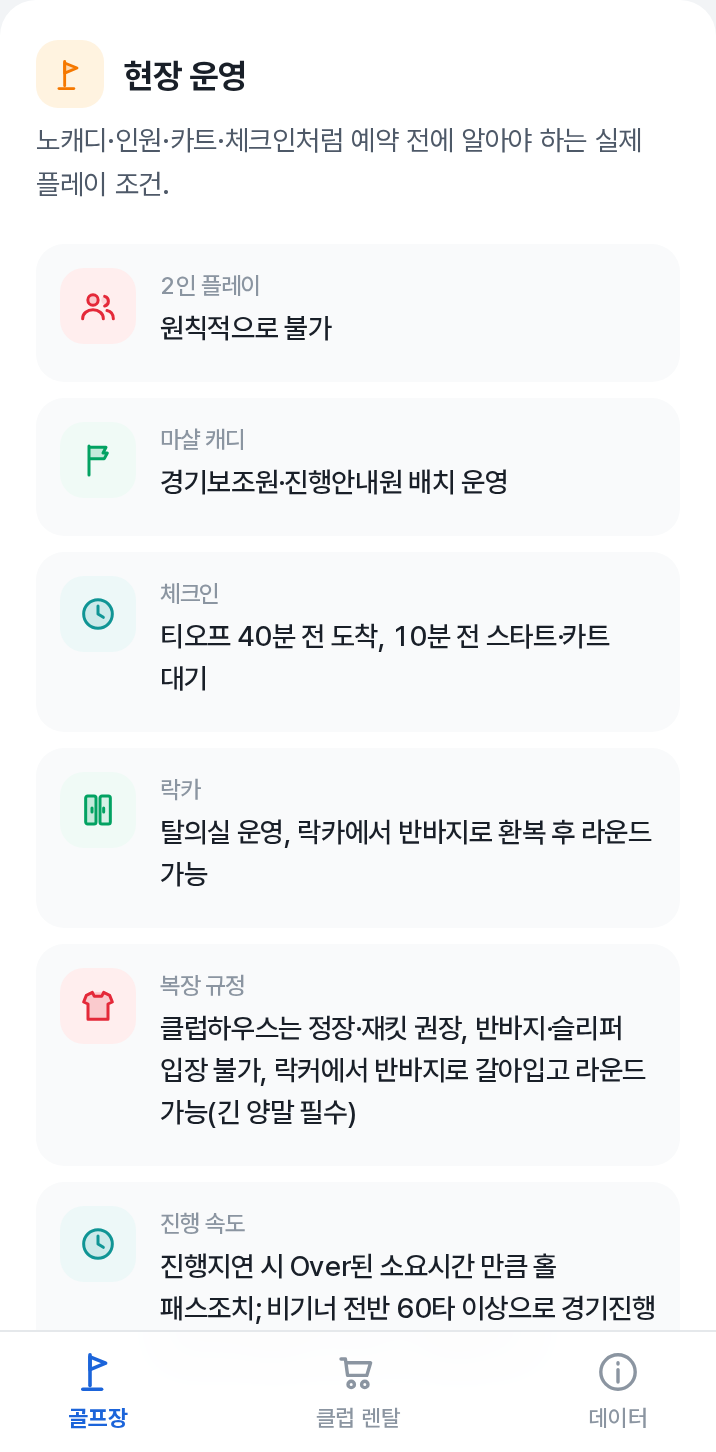 현장 운영
노캐디·인원·카트·체크인처럼 예약 전에 알아야 하는 실제
플레이 조건.
2인 플레이
원칙적으로 불가
마샬 캐디
경기보조원·진행안내원 배치 운영
체크인
티오프 40분 전 도착, 10분 전 스타트·카트
대기
락카
탈의실 운영, 락카에서 반바지로 환복 후 라운드
가능
복장 규정
클럽하우스는 정장·재킷 권장, 반바지·슬리퍼
입장 불가, 락커에서 반바지로 갈아입고 라운드
가능(긴 양말 필수)
진행 속도
진행지연 시 Over된 소요시간 만큼 홀
패스조치; 비기너 전반 60타 이상으로 경기진행
골프장
클럽 렌탈
데이터